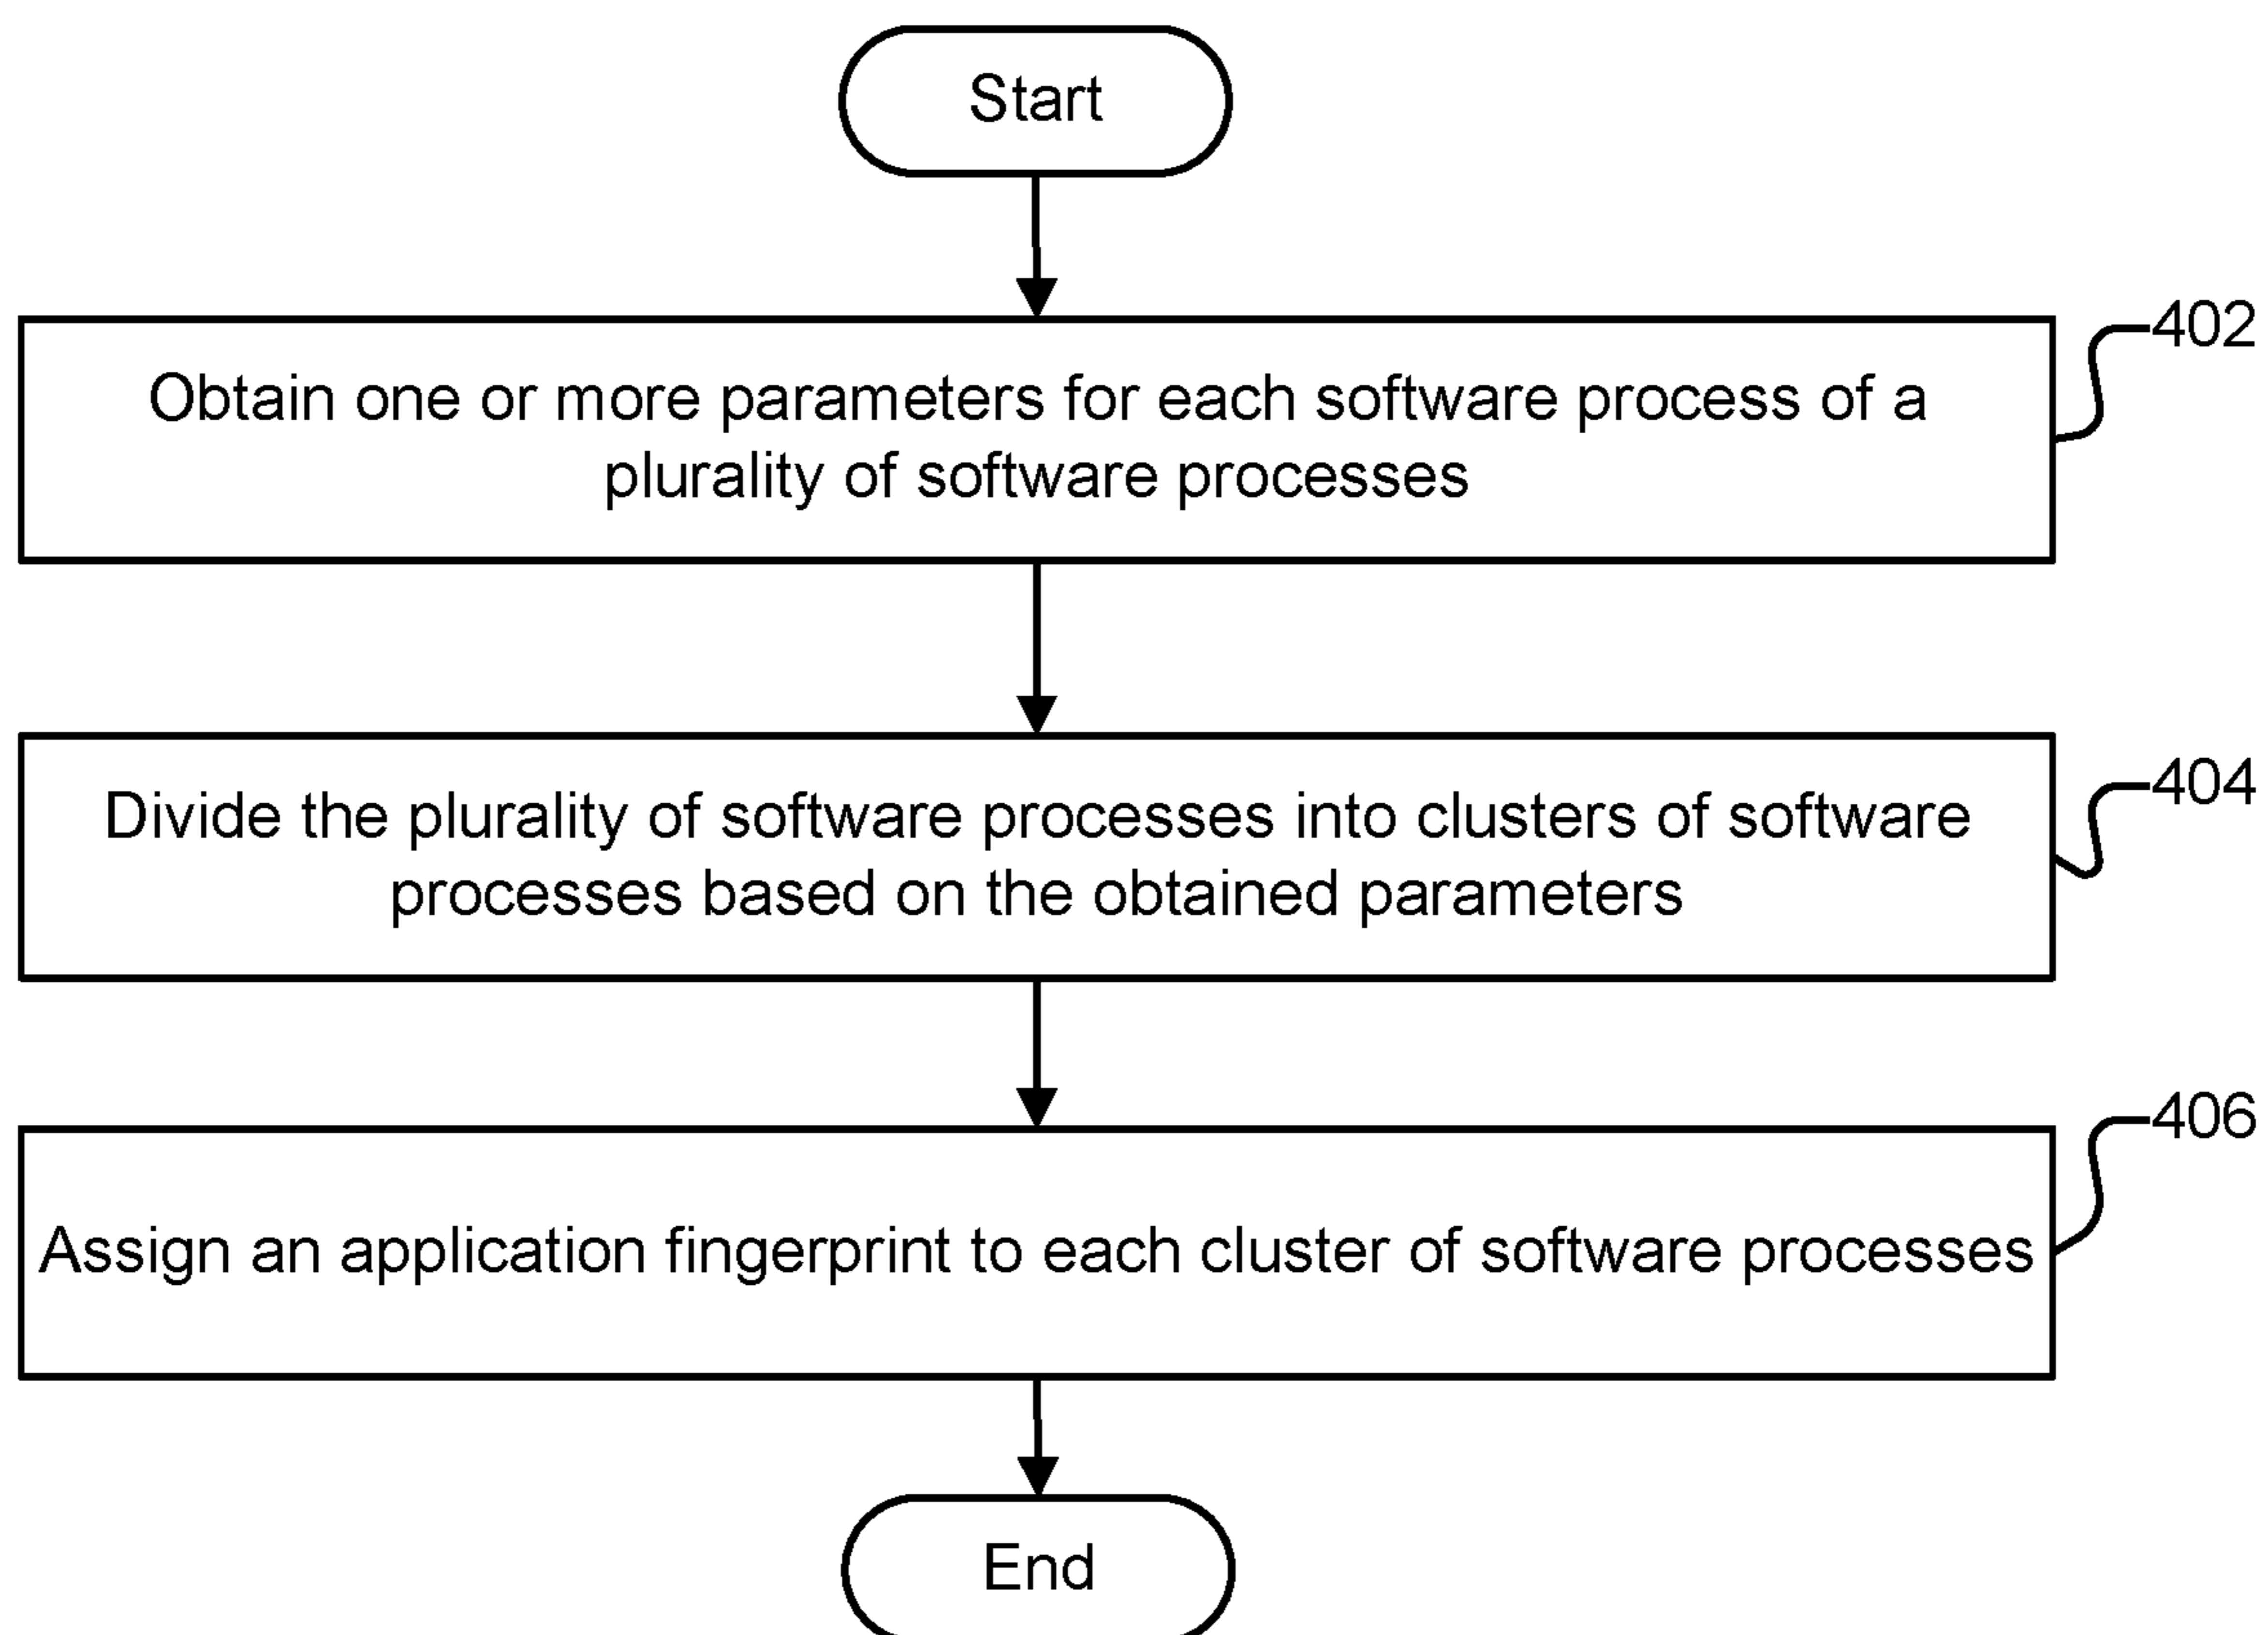 Start
402
Obtain one or more parameters for each software process of a
plurality of software processes
404
Divide the plurality of software processes into clusters of software
processes based on the obtained parameters
406
Assign an application fingerprint to each cluster of software processes
End